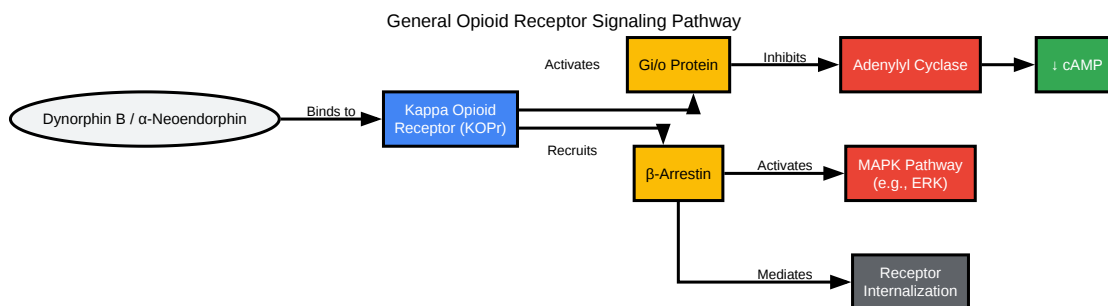 General Opioid Receptor Signaling Pathway
Activates
Gi/o Protein
Inhibits
Adenylyl Cyclase
↓ cAMP
Dynorphin B / α-Neoendorphin
Binds to
Kappa Opioid
Receptor (KOPr)
Recruits
β-Arrestin
Activates
MAPK Pathway
(e.g., ERK)
Mediates
Receptor
Internalization